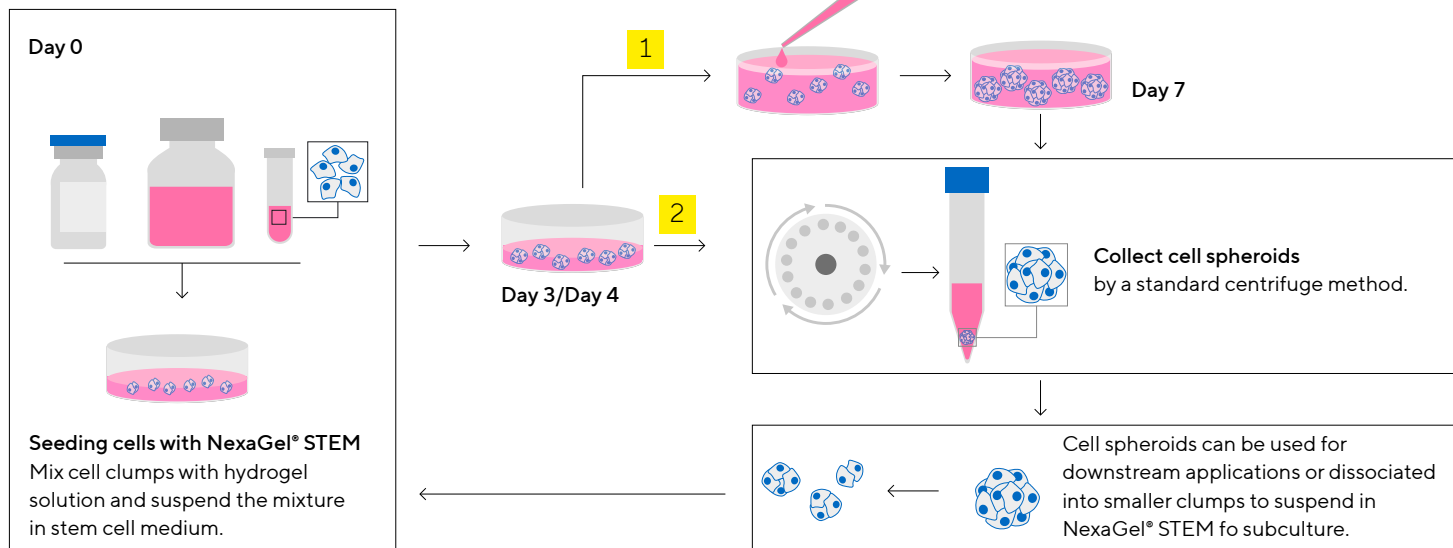 Day 0
Seeding cells with NexaGel® STEM
Mix cell clumps with hydrogel
solution and suspend the mixture
in stem cell medium.
Day 3/Day 4
1
2
Day 7
Collect cell spheroids
by a standard centrifuge method.
Cell spheroids can be used for
downstream applications or dissociated
into smaller clumps to suspend in
NexaGel® STEM fo subculture.